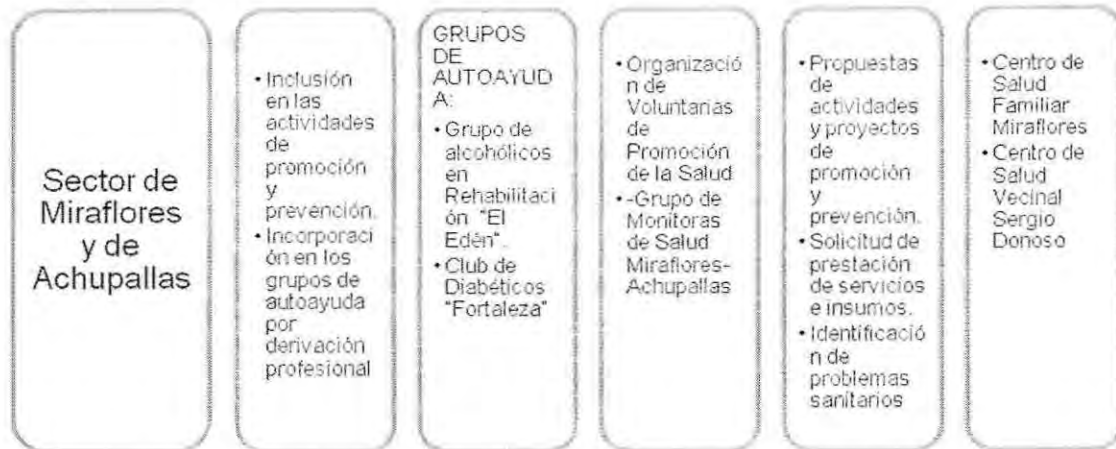 Sector de
Miraflores
y de
Achupallas
• Inclusión
en las
actividades
de
promoción
y
prevención.
• Incorporaci
ón en los
grupos de
autoayuda
por
derivación
profesional
GRUPOS
DE
AUTOAYUD
A:
• Grupo de
alcohólicos
en
Rehabilitaci
ón "El
Edén".
• Club de
Diabéticos
"Fortaleza"
• Organizació
n de
Voluntarias
de
Promoción
de la Salud
• -Grupo de
Monitoras
de Salud
Miraflores-
Achupallas
• Propuestas
de
actividades
y proyectos
de
promoción
y
prevención.
• Solicitud de
prestación
de servicios
e insumos.
• Identificació
n de
problemas
sanitarios
• Centro de
Salud
Familiar
Miraflores
• Centro de
Salud
Vecinal
Sergio
Donoso